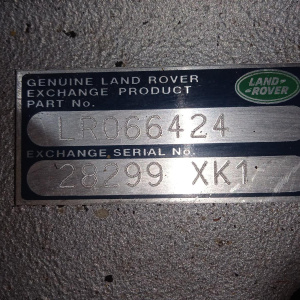 GENUINE LAND ROVER
EXCHANGE PRODUCT
PART No.
LAND-
ROVER
LR066424
EXCHANGE SERIAL No.
28299 XK1